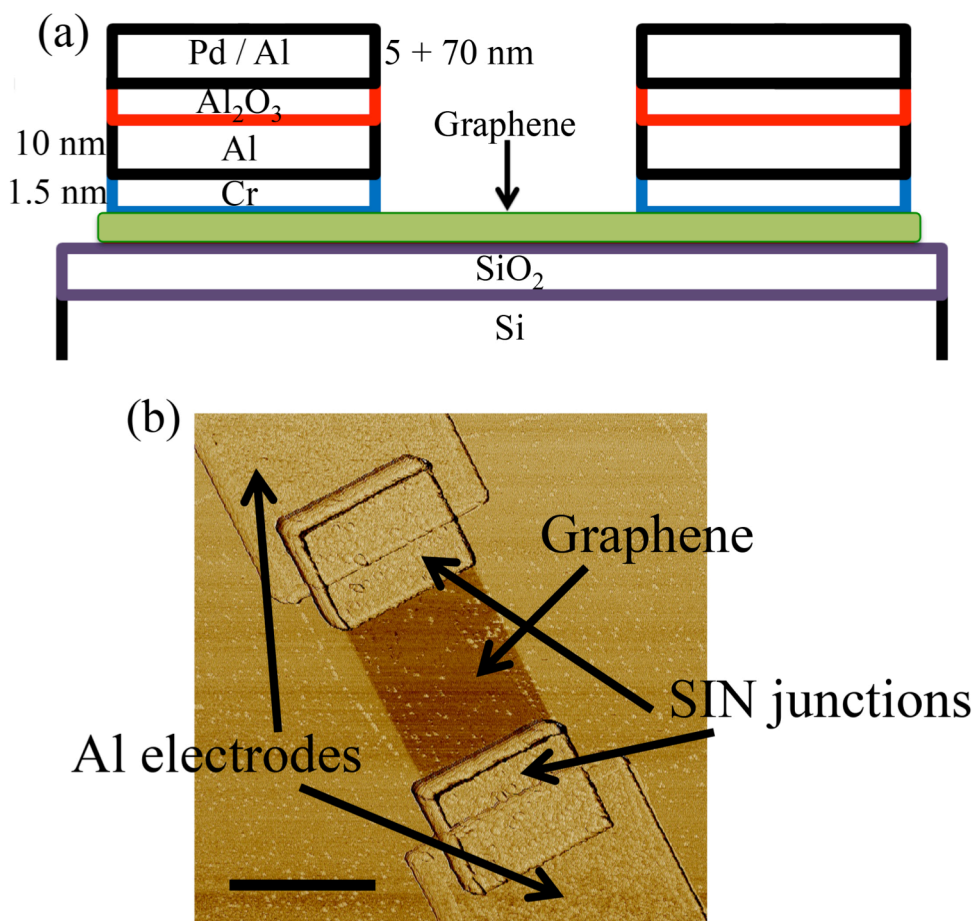 (a)
Pd / Al
5 + 70 nm
Al₂O₃
Graphene
10 nm
Al
1.5 nm
Cr
SiO₂
Si
(b)
Graphene
SIN junctions
Al electrodes